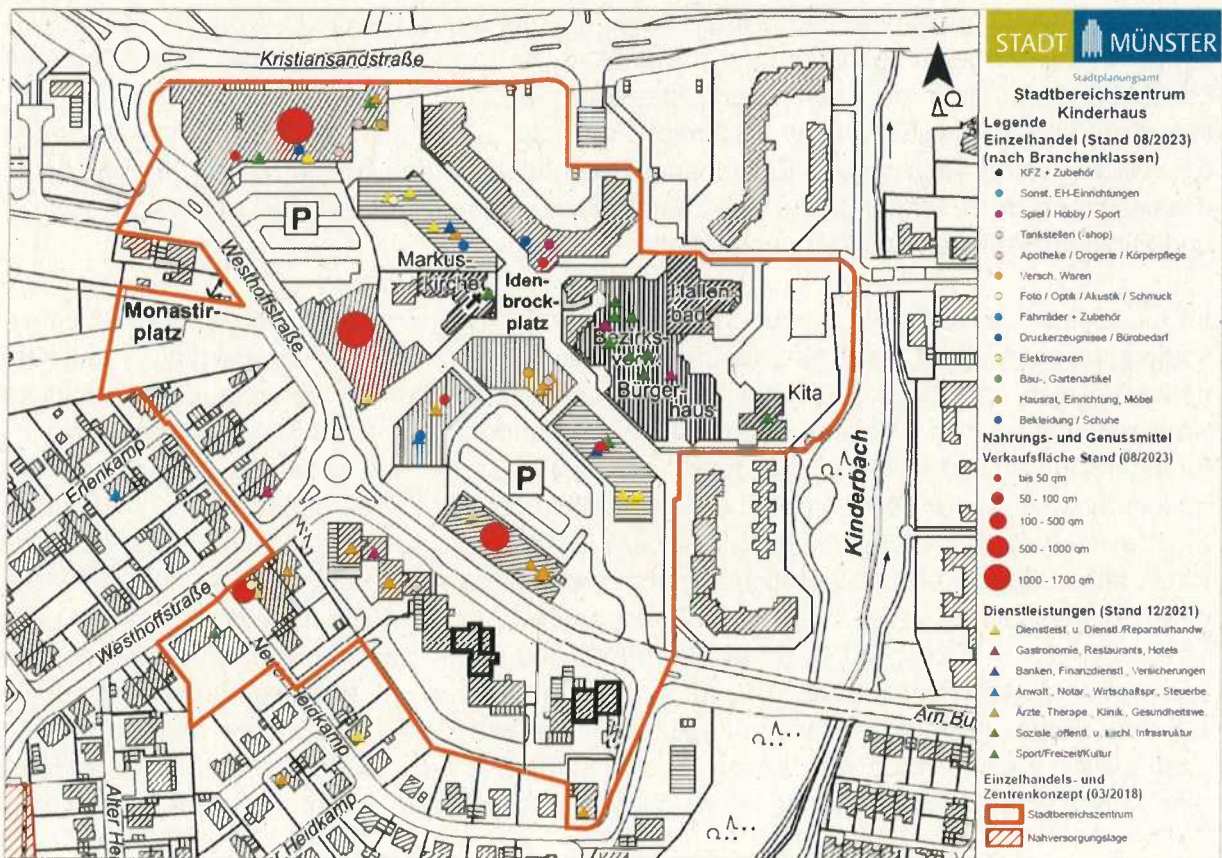 Kristiansandstraße
P
Westhoffstraße
Markus-
kirche
Iden-
brock-
platz
Hallen-
bad
Bezirks-
Bürger-
haus
Kita
Monastir-
platz
Kinderbach
Erlenkamp
P
Westhoffstraße
Nerzheidkamp
Heidkamp
Alter He
Am Bu
STADT MÜNSTER
Stadtplanungsamt
Stadtbereichszentrum
Kinderhaus
Legende
Einzelhandel (Stand 08/2023)
(nach Branchenklassen)
KFZ + Zubehör
Sonst. EH-Einrichtungen
Spiel / Hobby / Sport
Tankstellen (-shop)
Apotheke / Drogerie / Körperpflege
Versch. Waren
Foto / Optik / Akustik / Schmuck
Fahrräder + Zubehör
Druckerzeugnisse / Bürobedarf
Elektrowaren
Bau-, Gartenartikel
Hausrat, Einrichtung, Möbel
Bekleidung / Schuhe
Nahrungs- und Genussmittel
Verkaufsfläche Stand (08/2023)
bis 50 qm
50 - 100 qm
100 - 500 qm
500 - 1000 qm
1000 - 1700 qm
Dienstleistungen (Stand 12/2021)
Dienstleist. u. Dienstl./Reparaturhandw.
Gastronomie, Restaurants, Hotels
Banken, Finanzdienstl., Versicherungen
Anwalt, Notar, Wirtschaftspr., Steuerbe.
Ärzte, Therape., Klinik., Gesundheitswe.
Soziale, öffentl. u. kirchl. Infrastruktur
Sport/Freizeit/Kultur
Einzelhandels- und
Zentrenkonzept (03/2018)
Stadtbereichszentrum
Nahversorgungslage